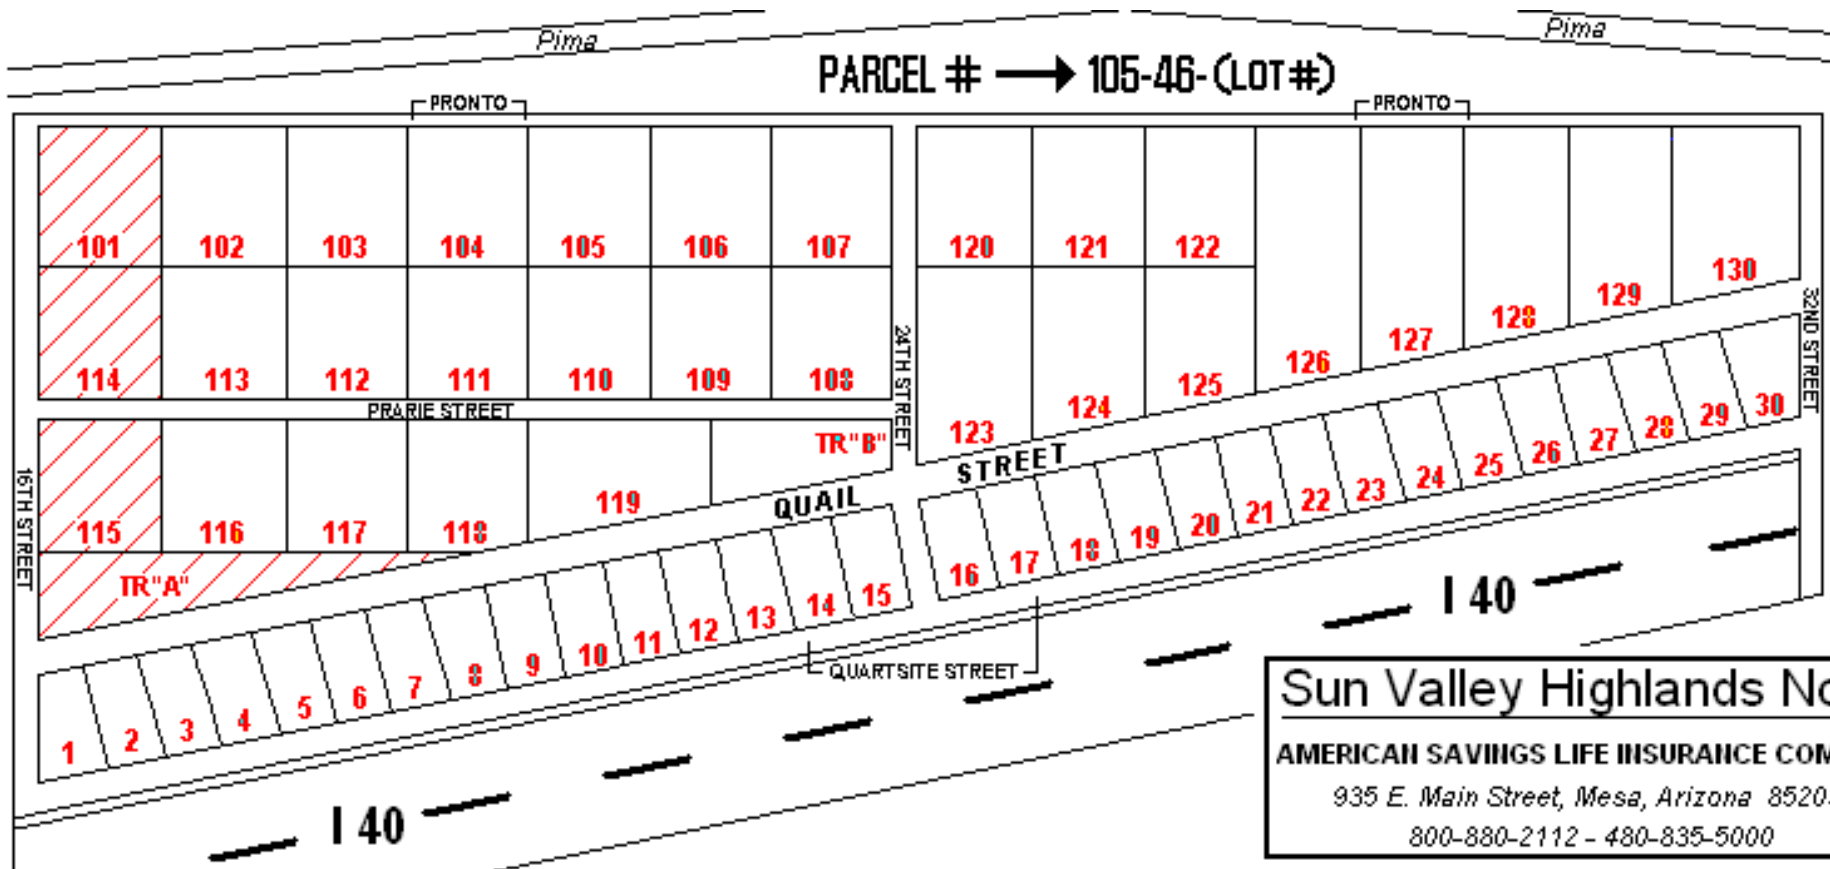 Pima
Pima
PARCEL # → 105-46-(LOT#)
PRONTO
PRONTO
101 102 103 104 105 106 107
120 121 122
130
129
128
127
126
125
124
123
114 113 112 111 110 109 108
24TH STREET
32ND STREET
PRARIE STREET
TR"B"
16TH STREET
115 116 117 118 119
TR"A"
QUAIL STREET
1 2 3 4 5 6 7 8 9 10 11 12 13 14 15
16 17 18 19 20 21 22 23 24 25 26 27 28 29 30
QUARTSITE STREET
I 40
I 40
Sun Valley Highlands No
AMERICAN SAVINGS LIFE INSURANCE COM
935 E. Main Street, Mesa, Arizona 8520
800-880-2112 - 480-835-5000